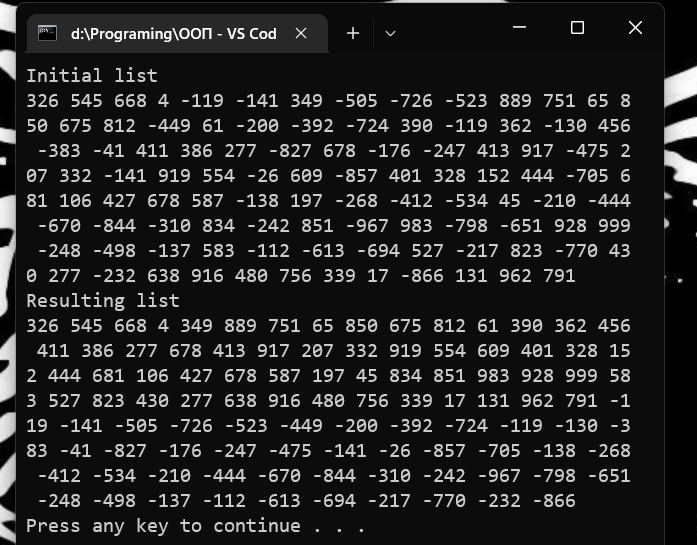 d:\Programing\ООП - VS Cod
Initial list
326 545 668 4 -119 -141 349 -505 -726 -523 889 751 65 8
50 675 812 -449 61 -200 -392 -724 390 -119 362 -130 456
-383 -41 411 386 277 -827 678 -176 -247 413 917 -475 2
07 332 -141 919 554 -26 609 -857 401 328 152 444 -705 6
81 106 427 678 587 -138 197 -268 -412 -534 45 -210 -444
-670 -844 -310 834 -242 851 -967 983 -798 -651 928 999
-248 -498 -137 583 -112 -613 -694 527 -217 823 -770 43
0 277 -232 638 916 480 756 339 17 -866 131 962 791
Resulting list
326 545 668 4 349 889 751 65 850 675 812 61 390 362 456
411 386 277 678 413 917 207 332 919 554 609 401 328 15
2 444 681 106 427 678 587 197 45 834 851 983 928 999 58
3 527 823 430 277 638 916 480 756 339 17 131 962 791 -1
19 -141 -505 -726 -523 -449 -200 -392 -724 -119 -130 -3
83 -41 -827 -176 -247 -475 -141 -26 -857 -705 -138 -268
-412 -534 -210 -444 -670 -844 -310 -242 -967 -798 -651
-248 -498 -137 -112 -613 -694 -217 -770 -232 -866
Press any key to continue . . .